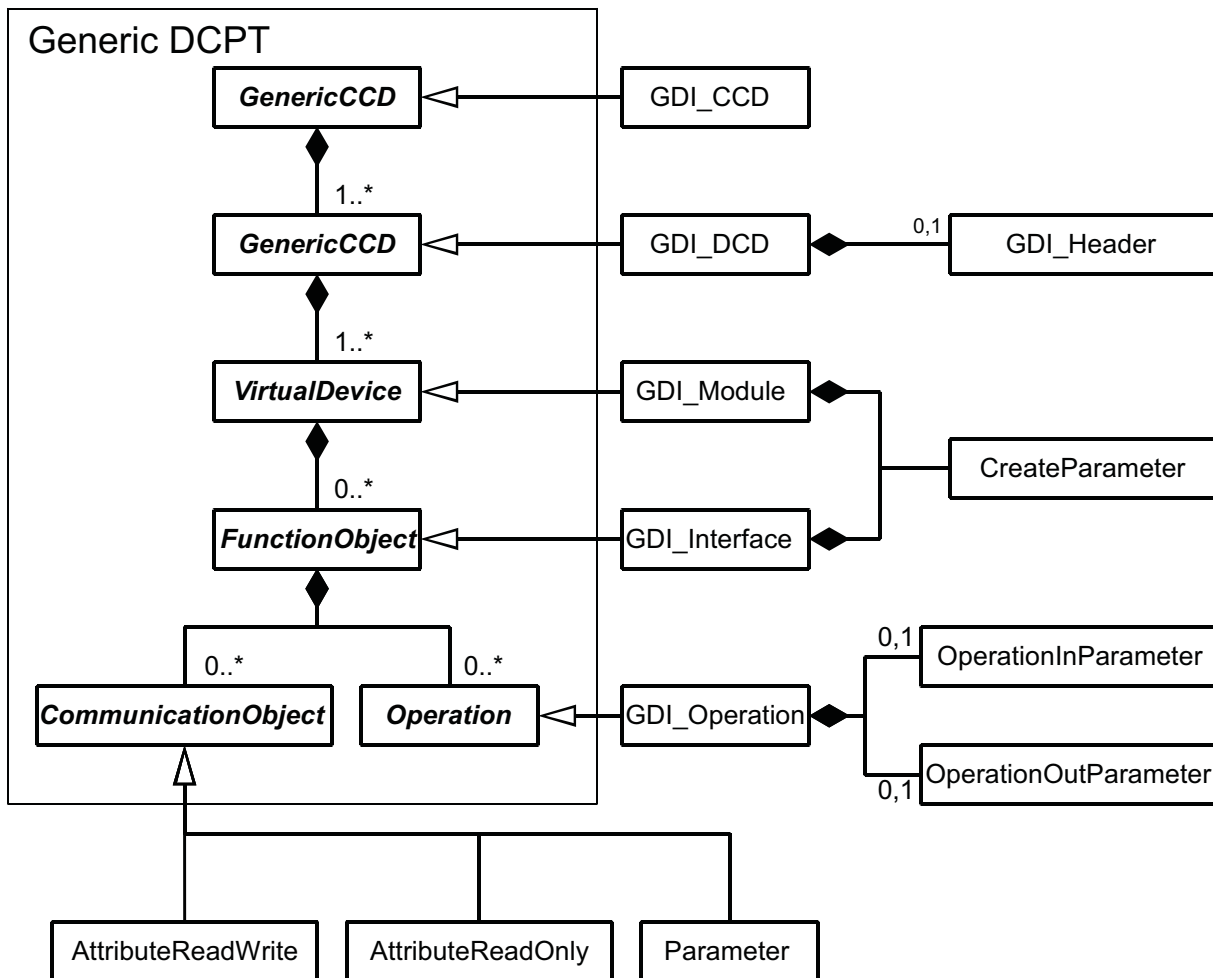 Generic DCPT
GenericCCD
GDI_CCD
1..*
GenericCCD
GDI_DCD
0,1
GDI_Header
1..*
VirtualDevice
GDI_Module
CreateParameter
0..*
FunctionObject
GDI_Interface
0..*
0..*
0,1
OperationInParameter
CommunicationObject
Operation
GDI_Operation
0,1
OperationOutParameter
AttributeReadWrite
AttributeReadOnly
Parameter